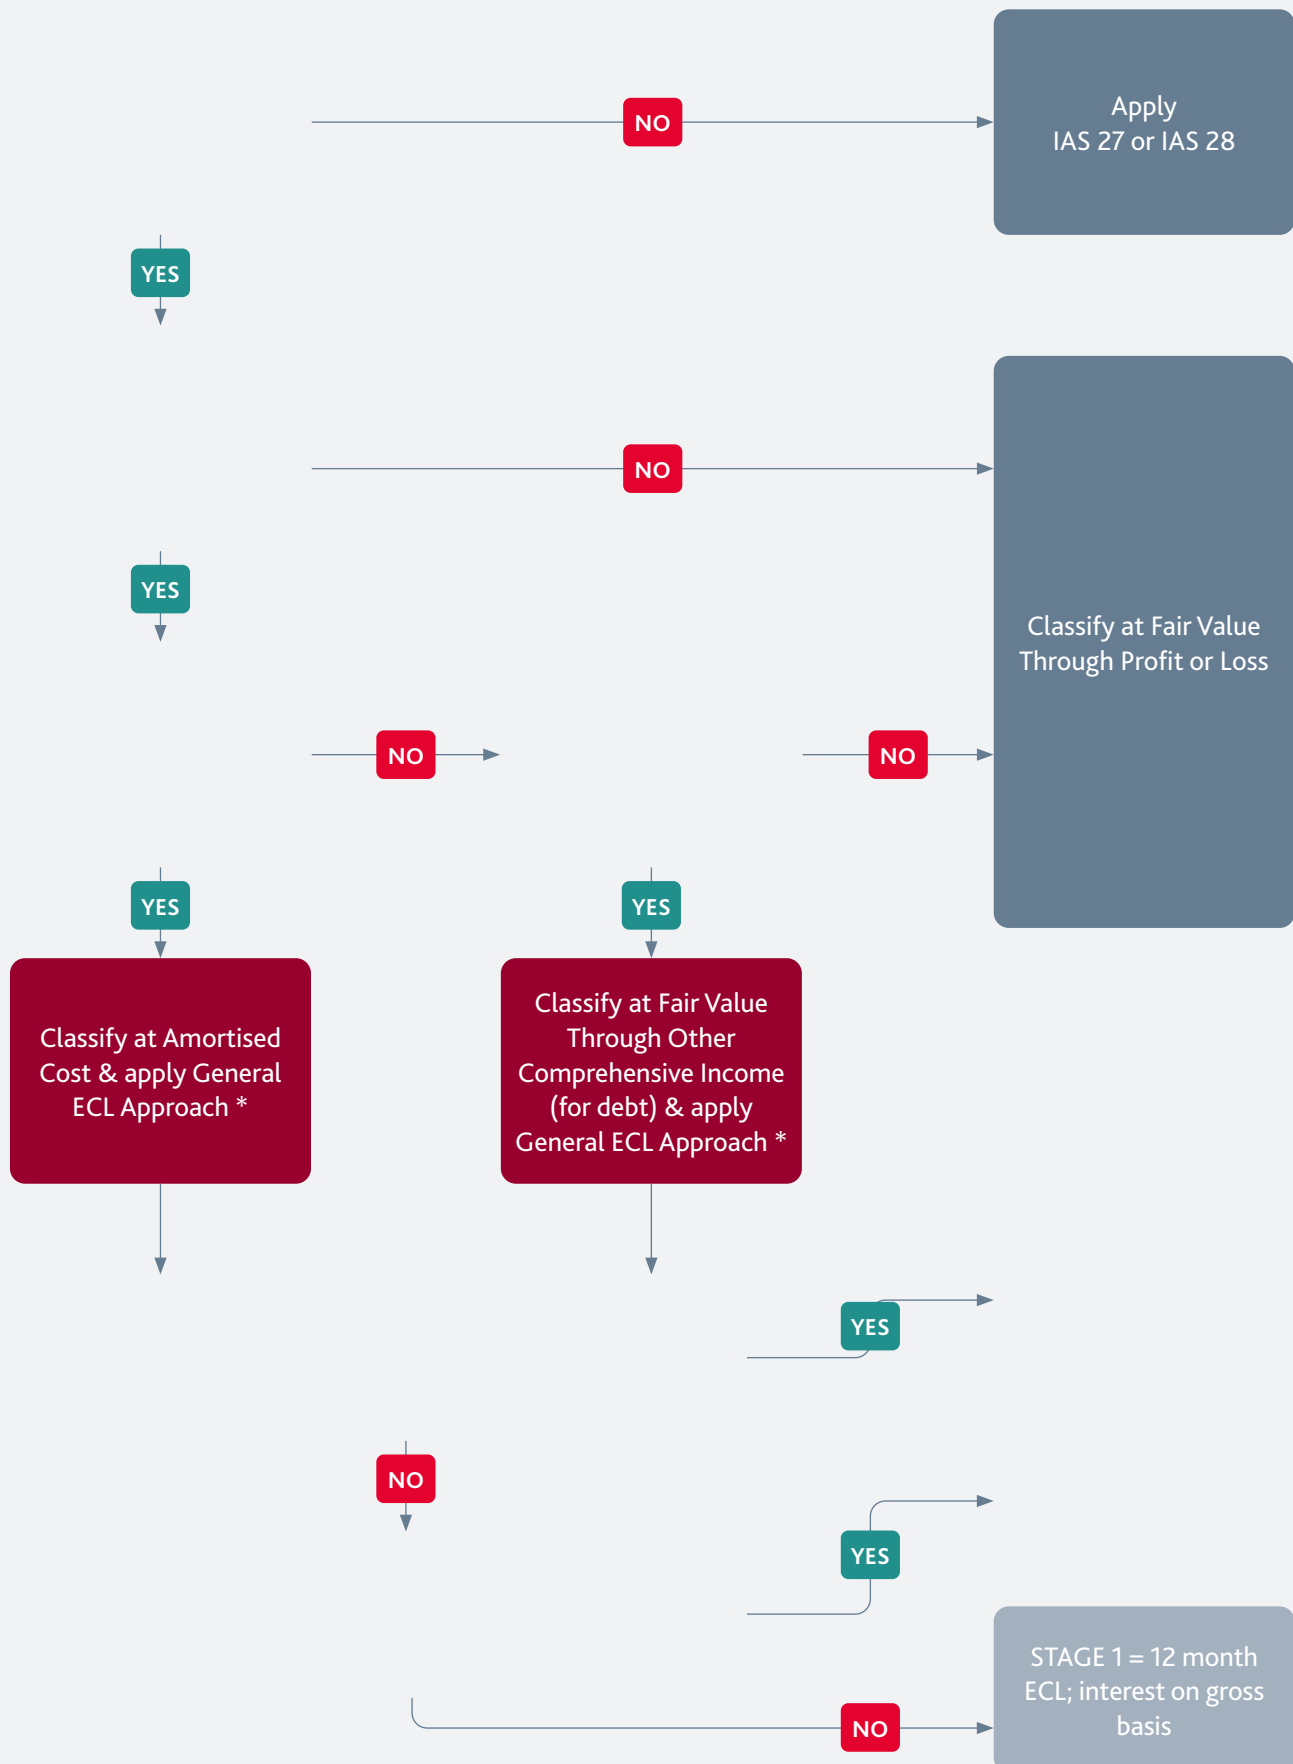 NO
Apply
IAS 27 or IAS 28
YES
NO
YES
Classify at Fair Value
Through Profit or Loss
NO
NO
YES
YES
Classify at Amortised
Cost & apply General
ECL Approach *
Classify at Fair Value
Through Other
Comprehensive Income
(for debt) & apply
General ECL Approach *
YES
NO
YES
STAGE 1 = 12 month
ECL; interest on gross
basis
NO